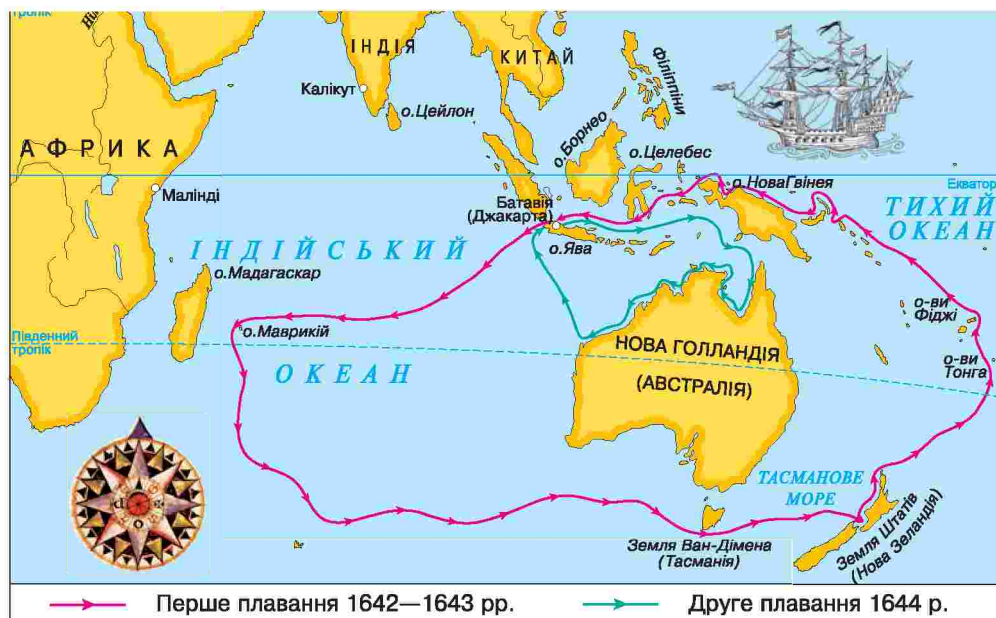 тропік
ІНДІЯ
КИТАЙ
Філіппіни
Калікут
о.Цейлон
о.Борнео
о.Целебес
АФРИКА
Малінді
о.НоваГвінея
Екватор
Батавія
(Джакарта)
о.Ява
ТИХИЙ
ОКЕАН
ІНДІЙСЬКИЙ
ОКЕАН
о.Мадагаскар
о.Маврикій
Південний
тропік
о-ви
Фіджі
о-ви
Тонга
НОВА ГОЛЛАНДІЯ
(АВСТРАЛІЯ)
ТАСМАНОВЕ
МОРЕ
Земля Ван-Дімена
(Тасманія)
Земля Штатів
(Нова Зеландія)
Перше плавання 1642—1643 рр.
Друге плавання 1644 р.